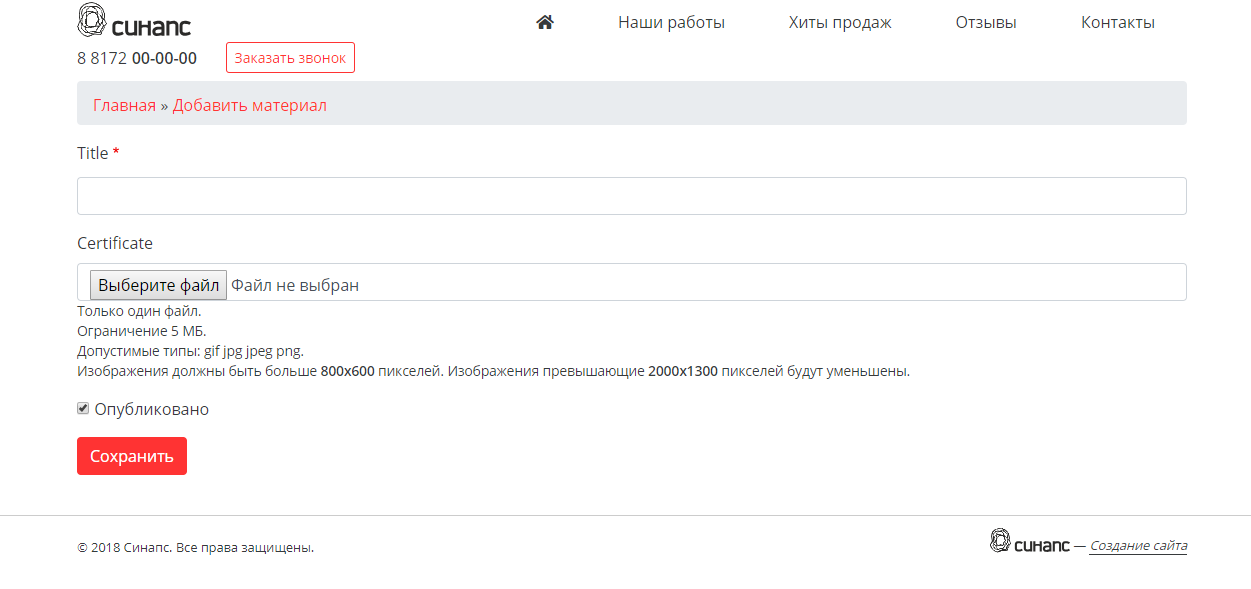 синапс
Наши работы Хиты продаж Отзывы Контакты
8 8172 00-00-00 Заказать звонок
Главная » Добавить материал
Title *
Certificate
Выберите файл Файл не выбран
Только один файл.
Ограничение 5 МБ.
Допустимые типы: gif jpg jpeg png.
Изображения должны быть больше 800x600 пикселей. Изображения превышающие 2000x1300 пикселей будут уменьшены.
Опубликовано
Сохранить
© 2018 Синапс. Все права защищены.
синапс — Создание сайта